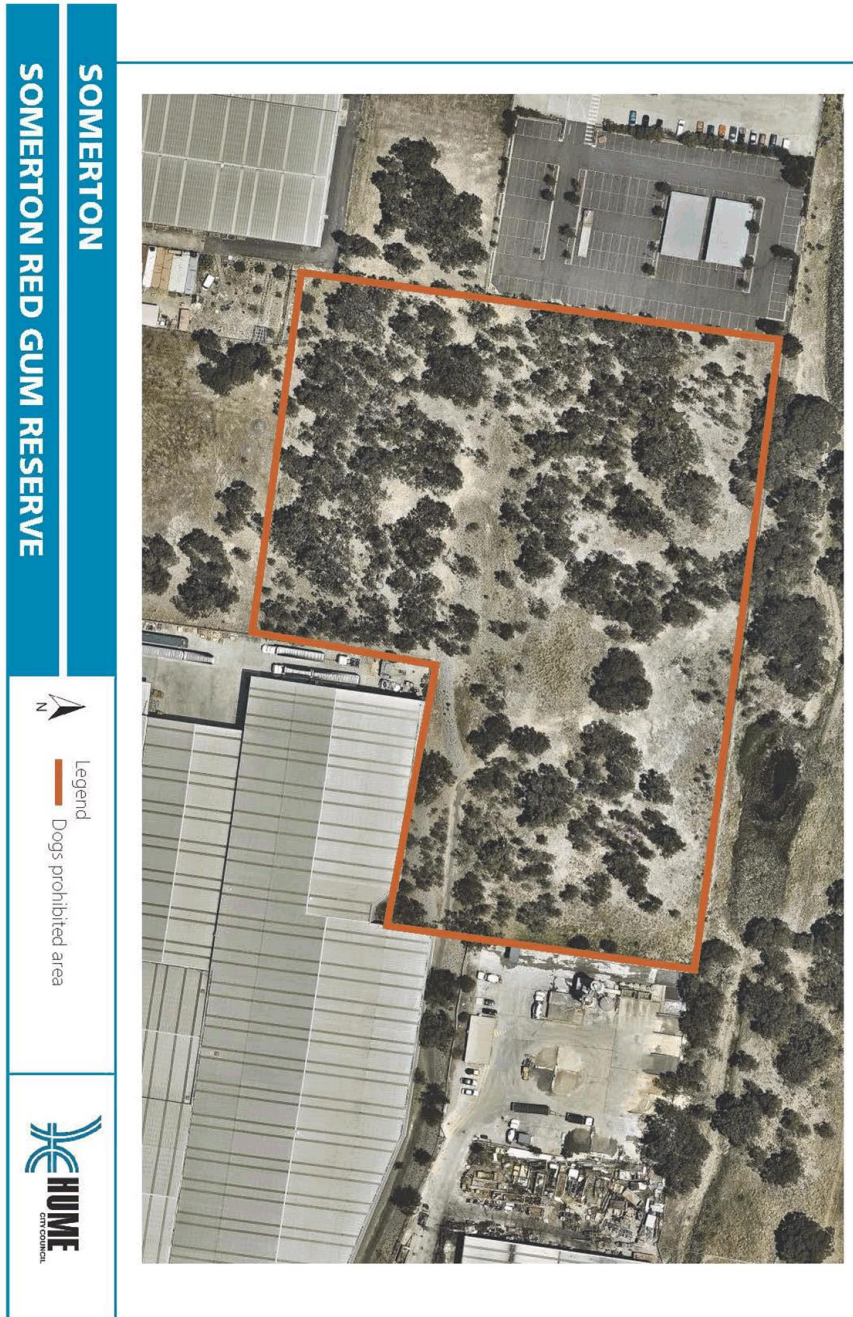 SOMERTON
SOMERTON RED GUM RESERVE
N
Legend
Dogs prohibited area
HUME
CITY COUNCIL